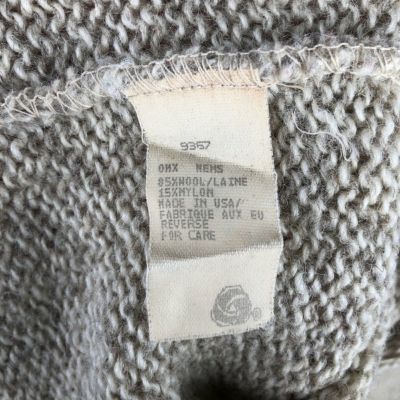 9367
OMX MENS
85%WOOL/LAINE
15%NYLON
MADE IN USA/
FABRIQUE AUX EU
REVERSE
FOR CARE
®